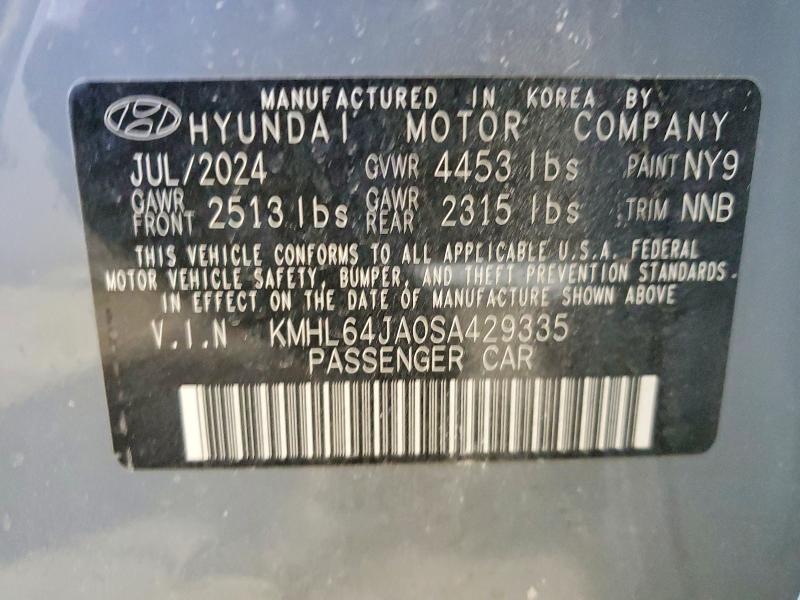 MANUFACTURED IN KOREA BY
HYUNDAI MOTOR COMPANY
JUL/2024 GVWR 4453 lbs PAINT NY9
GAWR FRONT 2513 lbs GAWR REAR 2315 lbs TRIM NNB
THIS VEHICLE CONFORMS TO ALL APPLICABLE U.S.A. FEDERAL
MOTOR VEHICLE SAFETY, BUMPER, AND THEFT PREVENTION STANDARDS.
IN EFFECT ON THE DATE OF MANUFACTURE SHOWN ABOVE
V.I.N KMHL64JA0SA429335
PASSENGER CAR